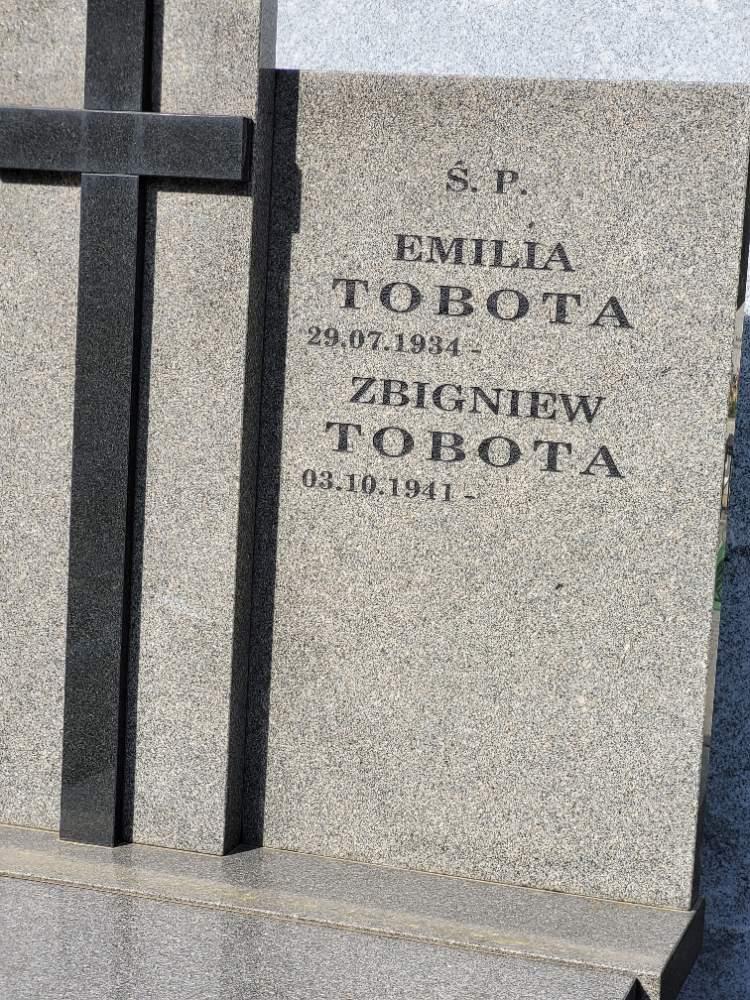 Ś. P.
EMILIA
TOBOTA
29.07.1934 -
ZBIGNIEW
TOBOTA
03.10.1941 -